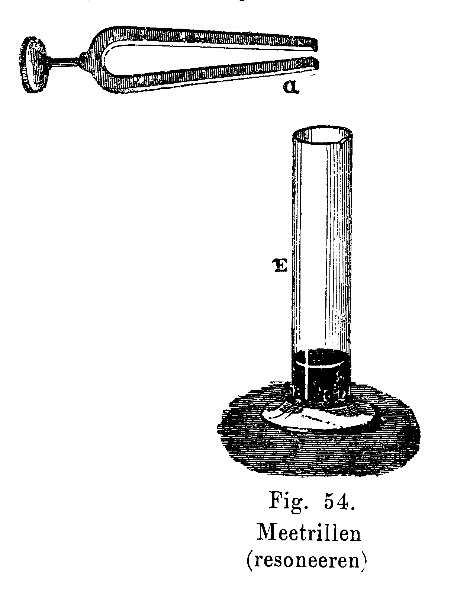 a
E
Fig. 54.
Meetrillen
(resoneeren)